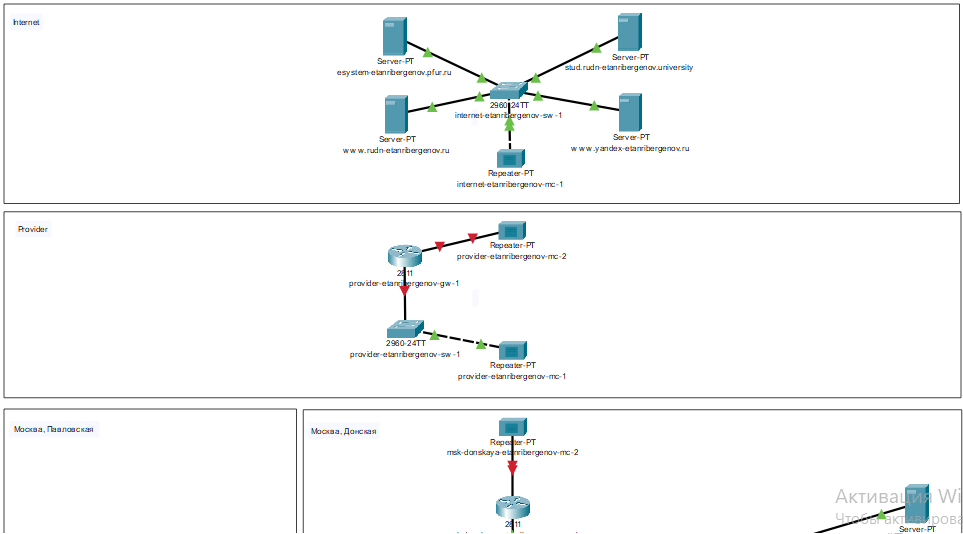 Internet
Server-PT
esystem-etanribergenov.pfur.ru
Server-PT
stud.rudn-etanribergenov.university
2960-24TT
internet-etanribergenov-sw-1
Server-PT
www.rudn-etanribergenov.ru
Server-PT
www.yandex-etanribergenov.ru
Repeater-PT
internet-etanribergenov-mc-1
Provider
Repeater-PT
provider-etanribergenov-mc-2
2811
provider-etanribergenov-gw-1
2960-24TT
provider-etanribergenov-sw-1
Repeater-PT
provider-etanribergenov-mc-1
Москва, Павловская
Москва, Донская
Repeater-PT
msk-donskaya-etanribergenov-mc-2
2811
Активация Wi
Чтобы активирова
Server-PT